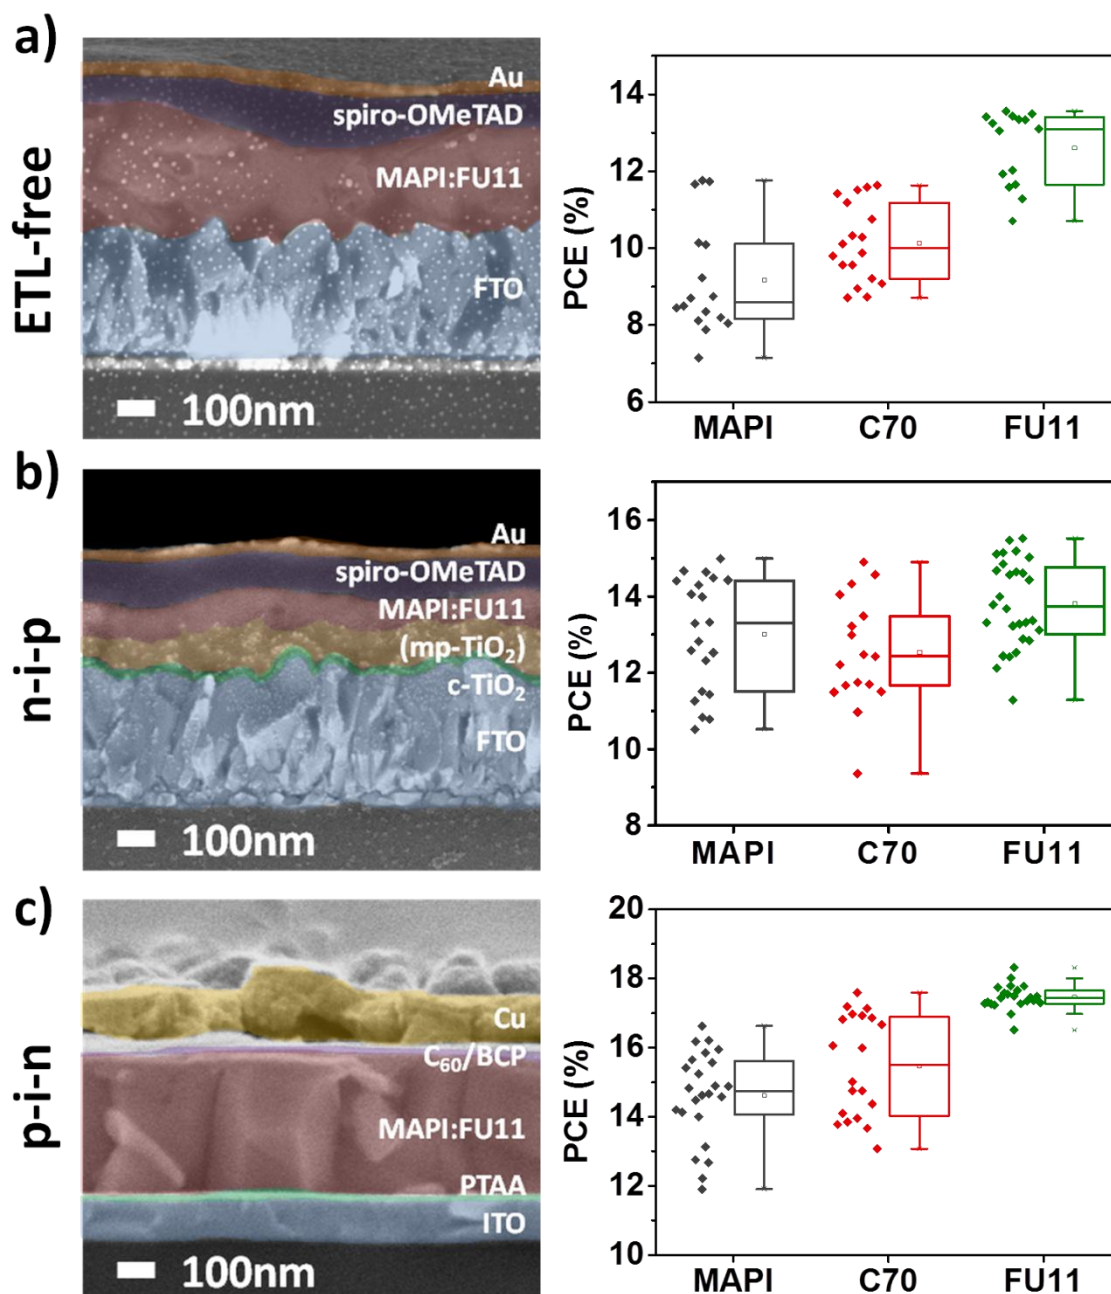 a)
ETL-free
Au
spiro-OMeTAD
MAPI:FU11
FTO
100nm
PCE (%)
14
12
10
8
6
MAPI C70 FU11
b)
n-i-p
Au
spiro-OMeTAD
MAPI:FU11
(mp-TiO₂)
c-TiO₂
FTO
100nm
PCE (%)
16
14
12
10
8
MAPI C70 FU11
c)
p-i-n
Cu
C₆₀/BCP
MAPI:FU11
PTAA
ITO
100nm
PCE (%)
20
18
16
14
12
10
MAPI C70 FU11